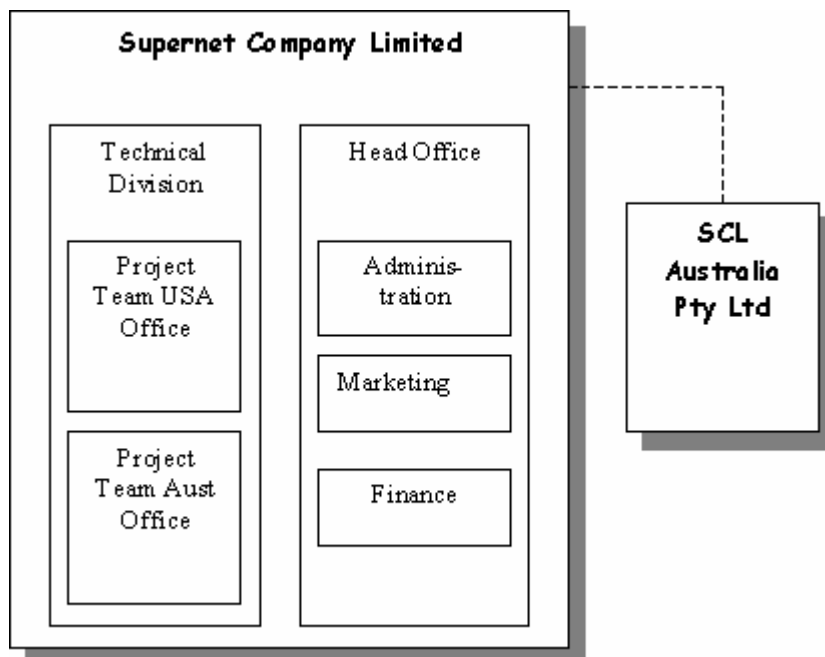 Supernet Company Limited
Technical
Division
Project
Team USA
Office
Project
Team Aust
Office
Head Office
Adminis-
tration
Marketing
Finance
SCL
Australia
Pty Ltd